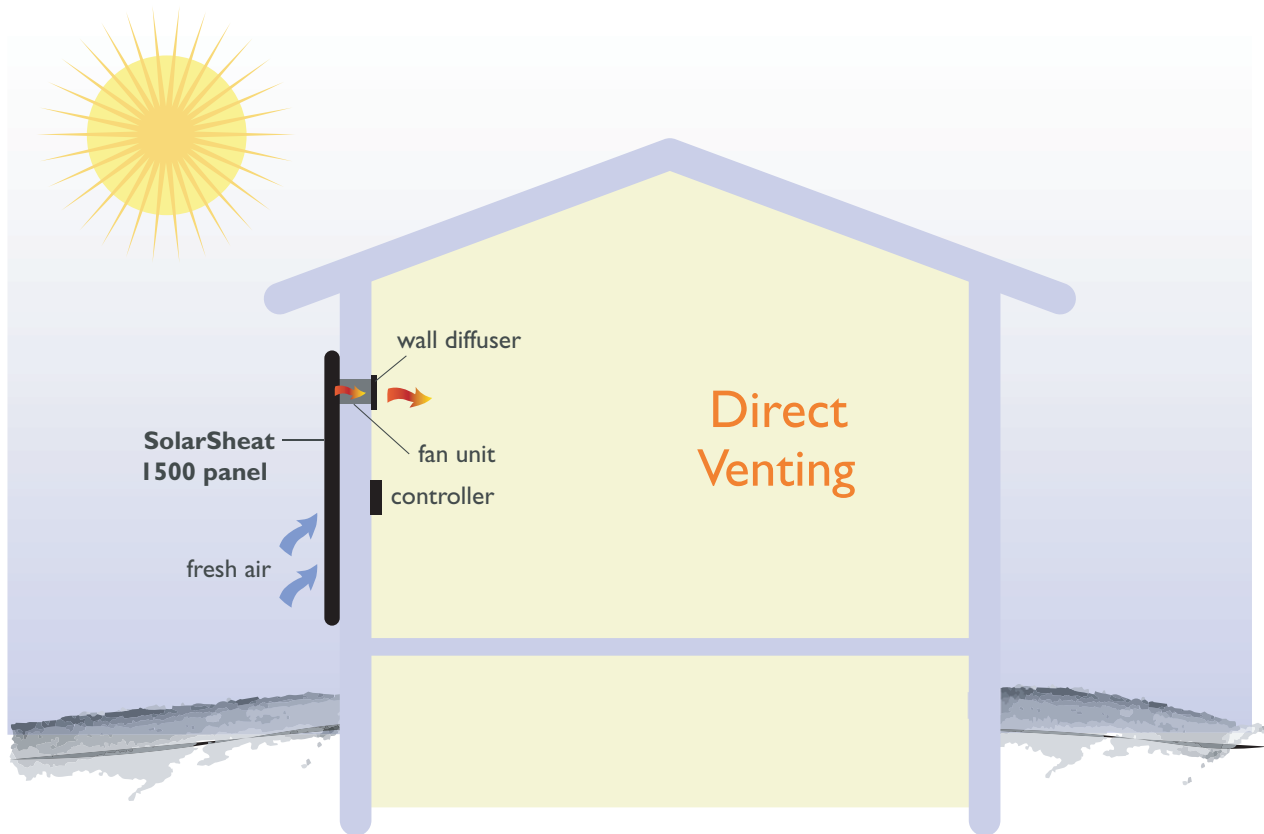 wall diffuser
Direct
Venting
SolarSheat
1500 panel
fan unit
controller
fresh air